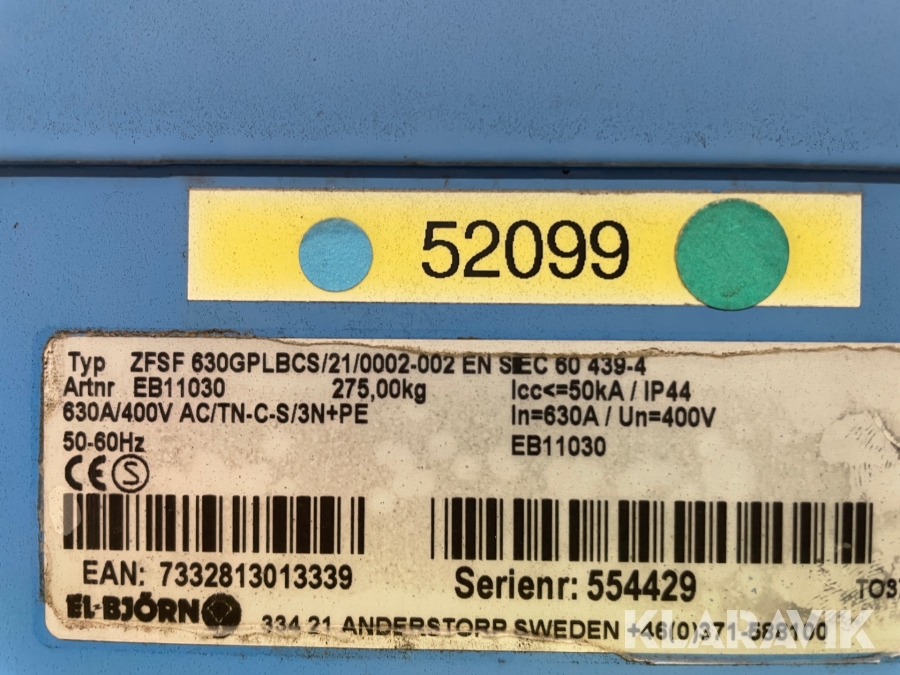 52099
Typ ZFSF 630GPLBCS/21/0002-002 EN SIEC 60 439-4
Artnr EB11030 275,00kg Icc<=50kA / IP44
630A/400V AC/TN-C-S/3N+PE In=630A / Un=400V
50-60Hz EB11030
CE S
EAN: 7332813013339 Serienr: 554429
EL-BJÖRN 334 21 ANDERSTORP SWEDEN +46(0)371-588100
KLARAVIK